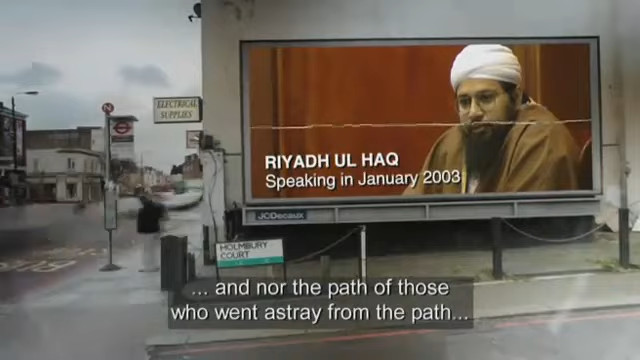 ELECTRICAL
SUPPLIES
RIYADH UL HAQ
Speaking in January 2003
JCDecaux
HOLMBURY
COURT
... and nor the path of those
who went astray from the path...